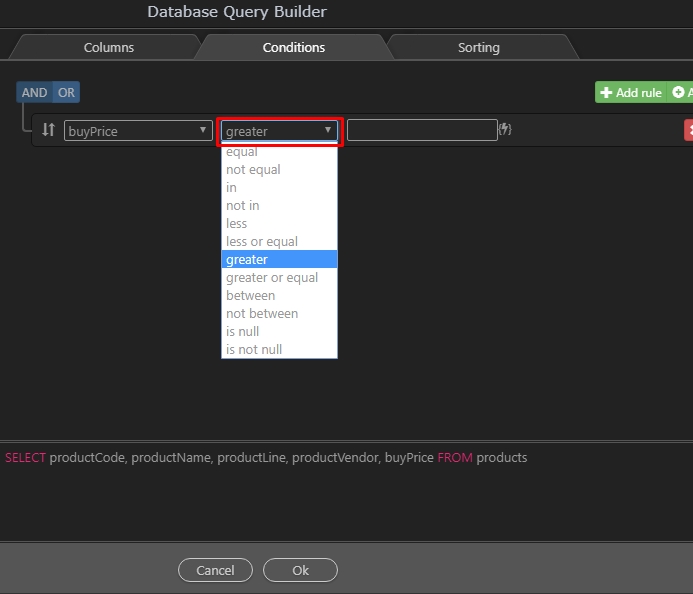 Database Query Builder
Columns
Conditions
Sorting
AND OR
Add rule
A
buyPrice
greater
equal
not equal
in
not in
less
less or equal
greater
greater or equal
between
not between
is null
is not null
SELECT productCode, productName, productLine, productVendor, buyPrice FROM products
Cancel
Ok